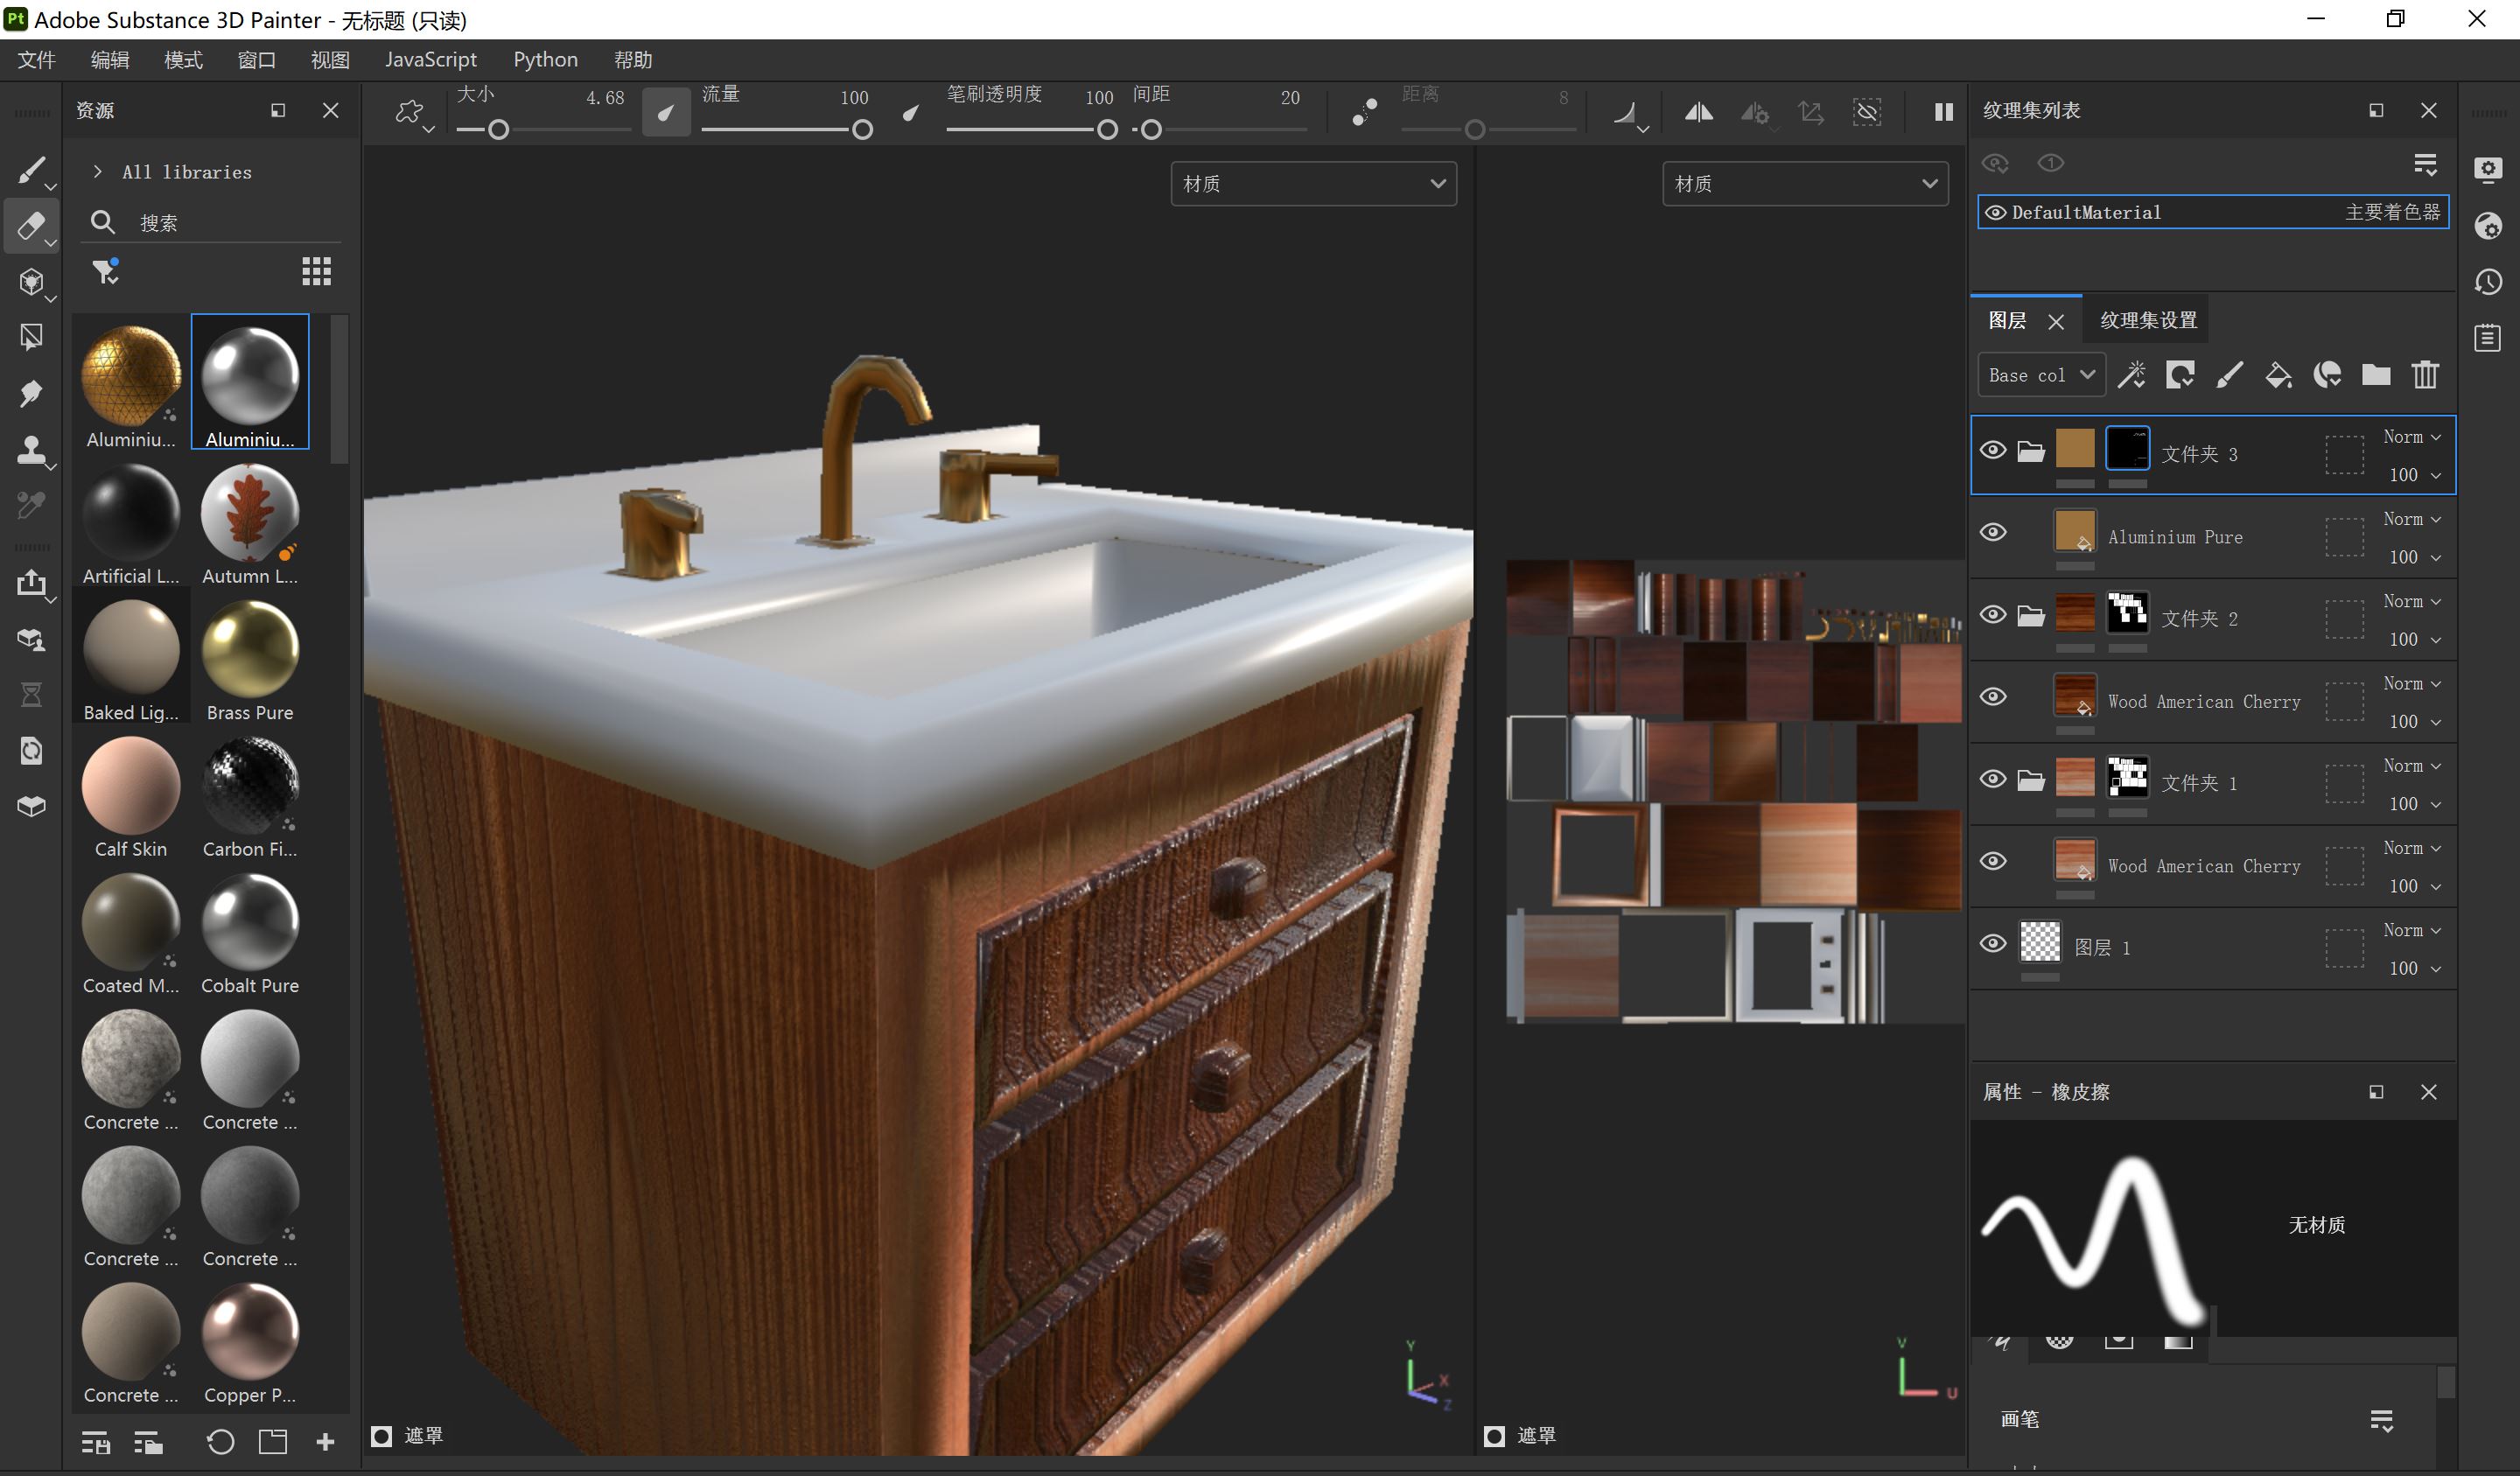 Pt Adobe Substance 3D Painter - 无标题 (只读)
文件 编辑 模式 窗口 视图 JavaScript Python 帮助
大小 4.68 流量 100 笔刷透明度 100 间距 20 距离 8
资源
All libraries
搜索
Aluminiu... Aluminiu...
Artificial L... Autumn L...
Baked Lig... Brass Pure
Calf Skin Carbon Fi...
Coated M... Cobalt Pure
Concrete ... Concrete ...
Concrete ... Concrete ...
Concrete ... Copper P...
材质
Y
X
Z
遮罩
材质
V
U
遮罩
纹理集列表
1
DefaultMaterial 主要着色器
图层 纹理集设置
Base col
文件夹 3 Norm 100
Aluminium Pure Norm 100
文件夹 2 Norm 100
Wood American Cherry Norm 100
文件夹 1 Norm 100
Wood American Cherry Norm 100
图层 1 Norm 100
属性 - 橡皮擦
无材质
画笔